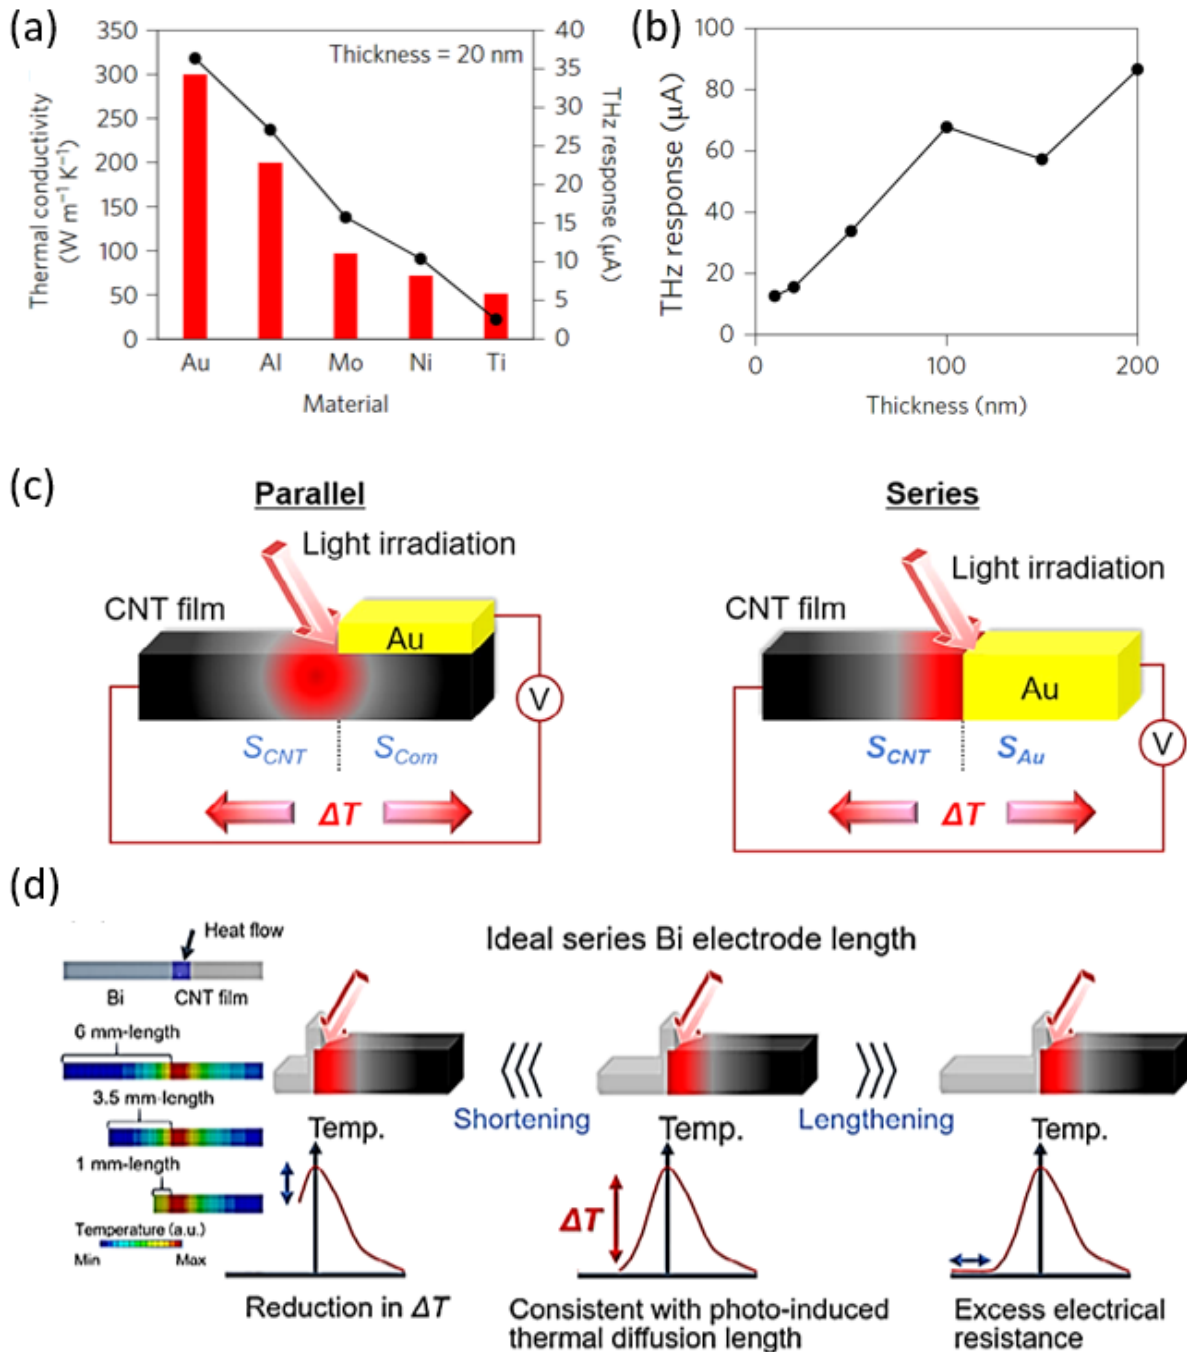 (a)
350
300
250
200
150
100
50
0
Thermal conductivity
(W m⁻¹ K⁻¹)
Thickness = 20 nm
40
35
30
25
20
15
10
5
0
THz response (μA)
Au Al Mo Ni Ti
Material
(b)
100
80
60
40
20
0
THz response (μA)
0 100 200
Thickness (nm)
(c)
Parallel
Light irradiation
CNT film
Au
V
S_CNT S_Com
ΔT
Series
Light irradiation
CNT film
Au
V
S_CNT S_Au
ΔT
(d)
Heat flow
Bi CNT film
6 mm-length
3.5 mm-length
1 mm-length
Temperature (a.u.)
Min Max
Ideal series Bi electrode length
Shortening
Lengthening
Temp.
Temp.
Temp.
ΔT
Reduction in ΔT
Consistent with photo-induced
thermal diffusion length
Excess electrical
resistance